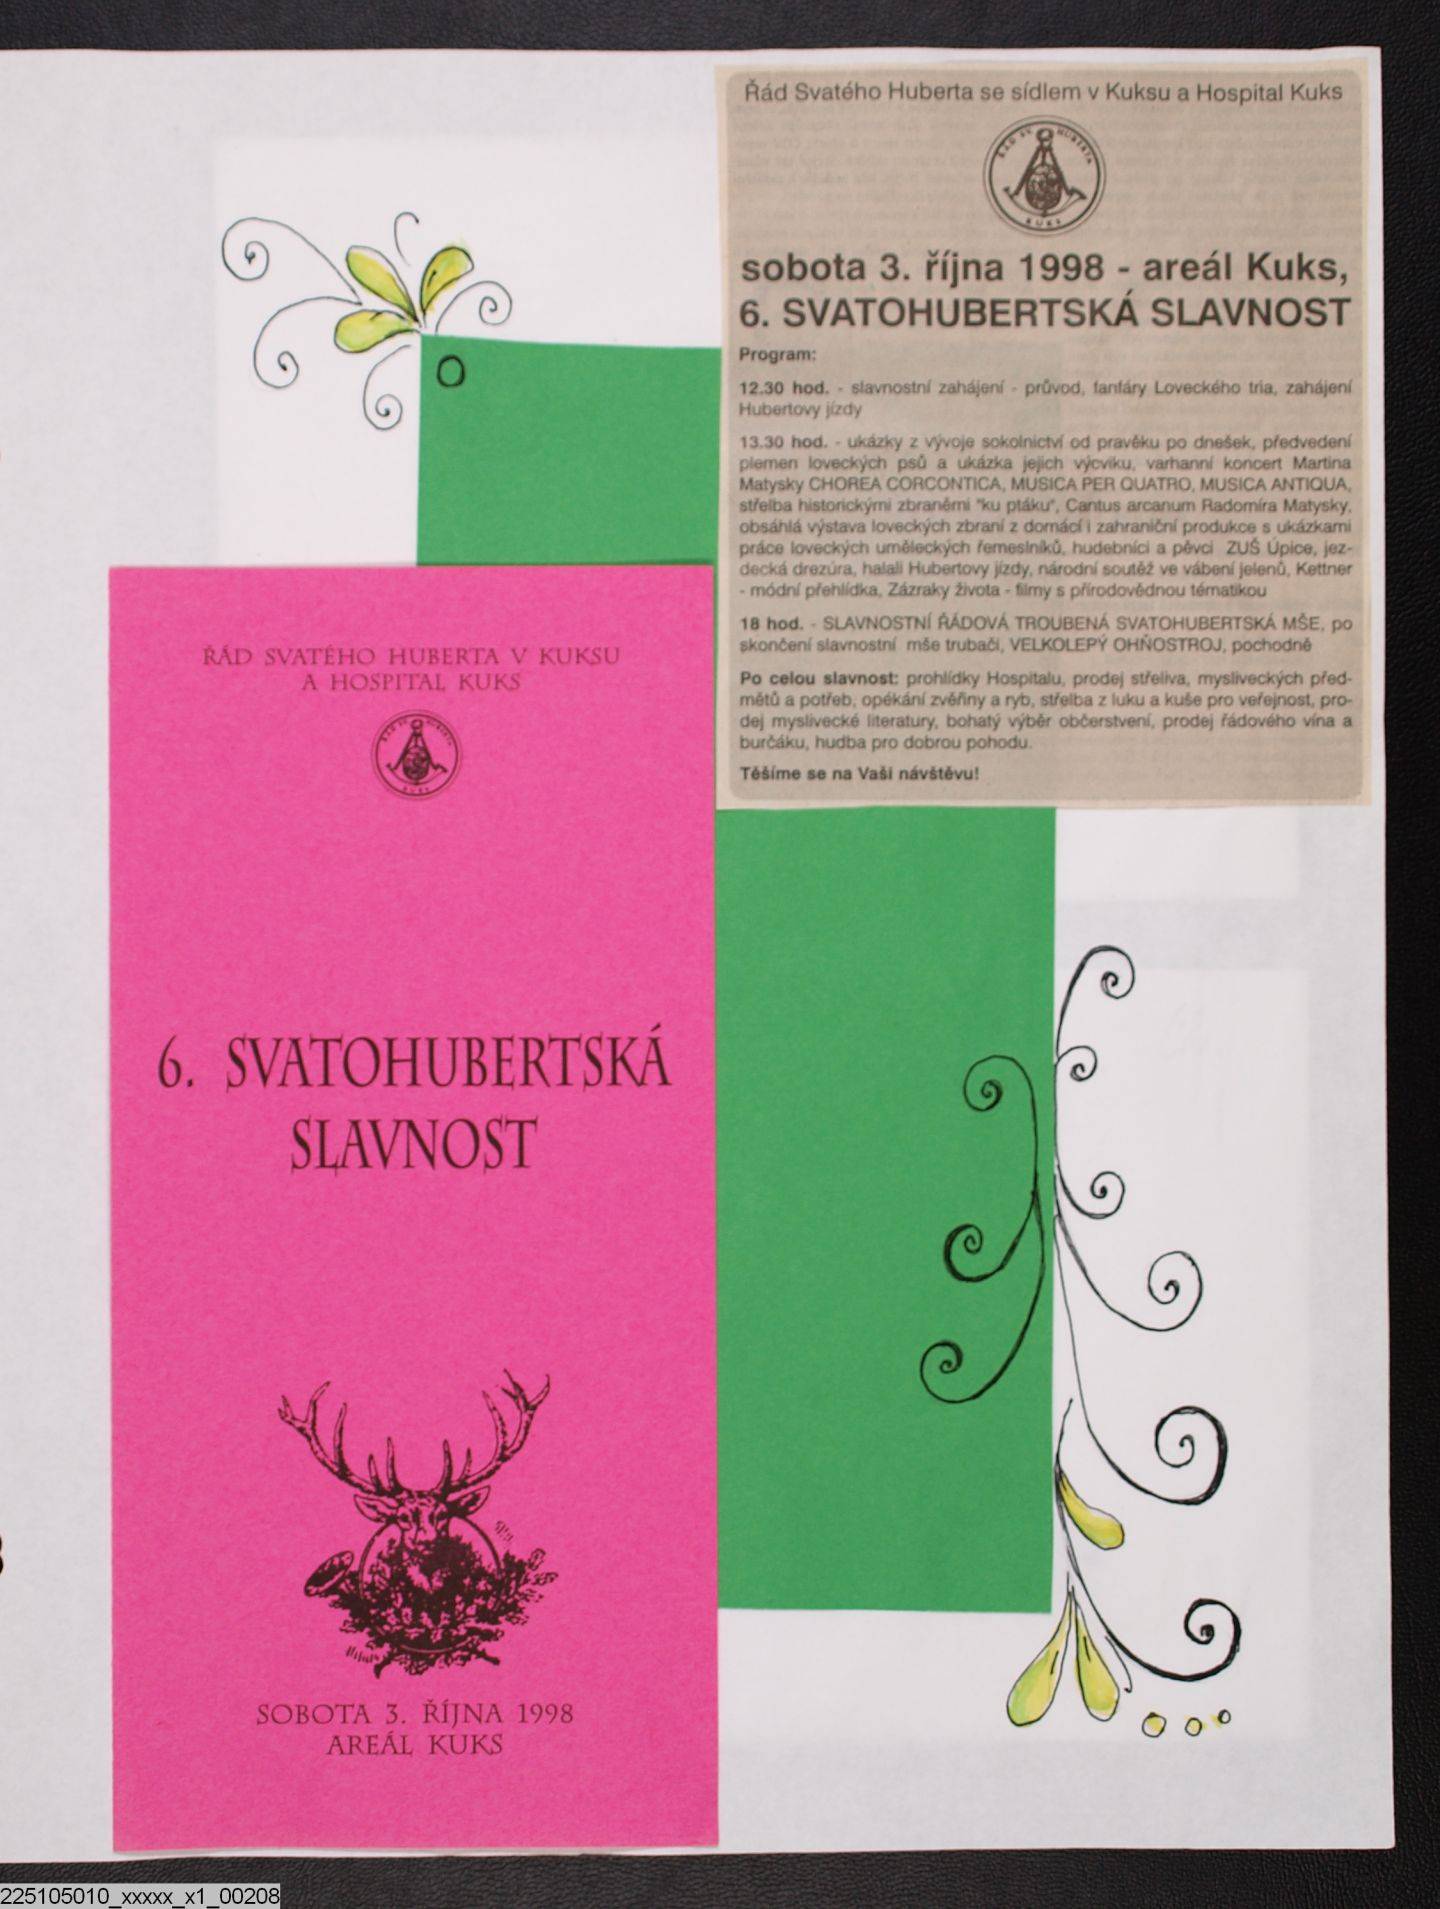 Řád Svatého Huberta se sídlem v Kuksu a Hospital Kuks
ŘÁD SV. HUBERTA
KUKS
sobota 3. října 1998 - areál Kuks,
6. SVATOHUBERTSKÁ SLAVNOST
Program:
12.30 hod. - slavnostní zahájení - průvod, fanfáry Loveckého tria, zahájení
Hubertovy jízdy
13.30 hod. - ukázky z vývoje sokolnictví od pravěku po dnešek, předvedení
plemen loveckých psů a ukázka jejich výcviku, varhanní koncert Martina
Matysky CHOREA CORCONTICA, MUSICA PER QUATRO, MUSICA ANTIQUA,
střelba historickými zbraněmi "ku ptáku", Cantus arcanum Radomíra Matysky,
obsáhlá výstava loveckých zbraní z domácí i zahraniční produkce s ukázkami
práce loveckých uměleckých řemeslníků, hudebníci a pěvci ZUŠ Úpice, jez-
decká drezúra, halali Hubertovy jízdy, národní soutěž ve vábení jelenů, Kettner
- módní přehlídka, Zázraky života - filmy s přírodovědnou tématikou
18 hod. - SLAVNOSTNÍ ŘÁDOVÁ TROUBENÁ SVATOHUBERTSKÁ MŠE, po
skončení slavnostní mše trubači, VELKOLEPÝ OHŇOSTROJ, pochodně
Po celou slavnost: prohlídky Hospitalu, prodej střeliva, mysliveckých před-
mětů a potřeb, opékání zvěřiny a ryb, střelba z luku a kuše pro veřejnost, pro-
dej myslivecké literatury, bohatý výběr občerstvení, prodej řádového vína a
burčáku, hudba pro dobrou pohodu.
Těšíme se na Vaši návštěvu!
ŘÁD SVATÉHO HUBERTA V KUKSU
A HOSPITAL KUKS
ŘÁD SV. HUBERTA
KUKS
6. SVATOHUBERTSKÁ
SLAVNOST
SOBOTA 3. ŘÍJNA 1998
AREÁL KUKS
225105010_xxxxx_x1_00208